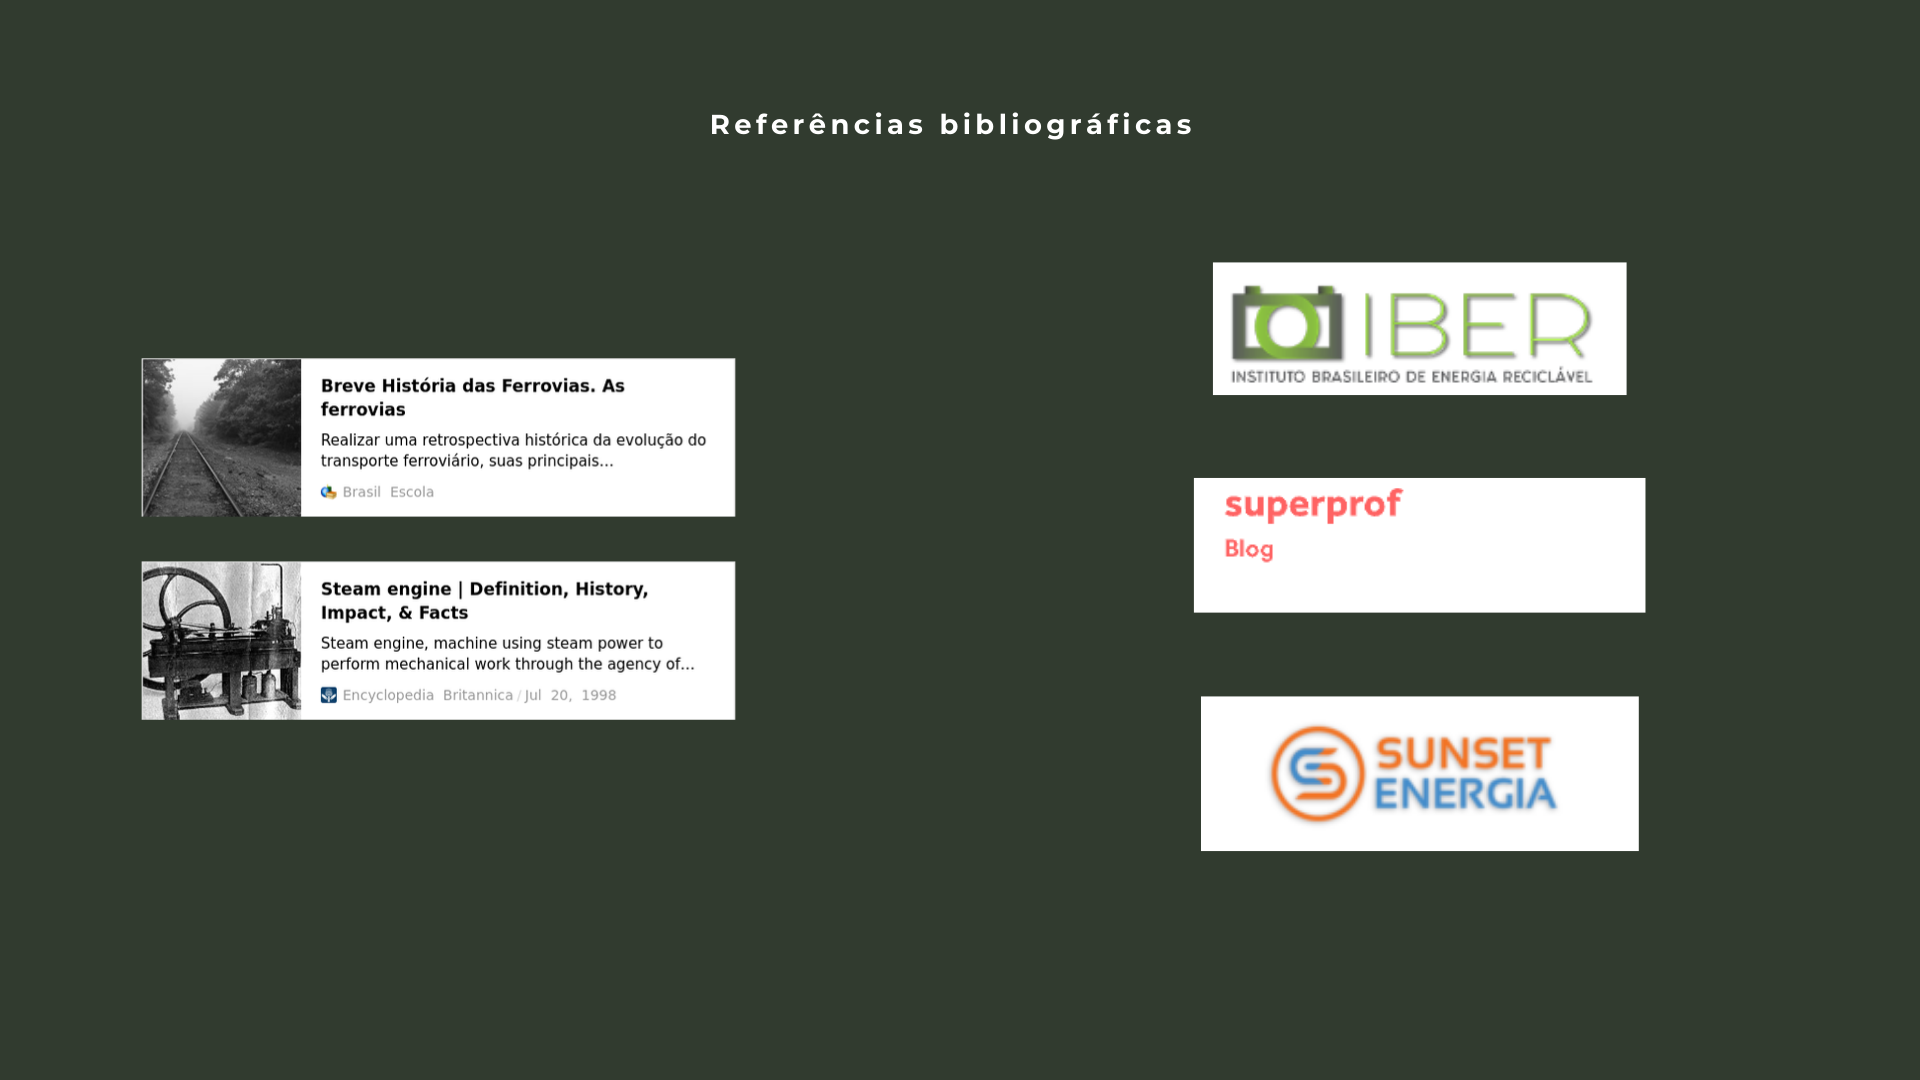 Referências bibliográficas
Breve História das Ferrovias. As
ferrovias
Realizar uma retrospectiva histórica da evolução do
transporte ferroviário, suas principais...
Brasil Escola
Steam engine | Definition, History,
Impact, & Facts
Steam engine, machine using steam power to
perform mechanical work through the agency of...
Encyclopedia Britannica / Jul 20, 1998
IBER
INSTITUTO BRASILEIRO DE ENERGIA RECICLÁVEL
superprof
Blog
SUNSET
ENERGIA